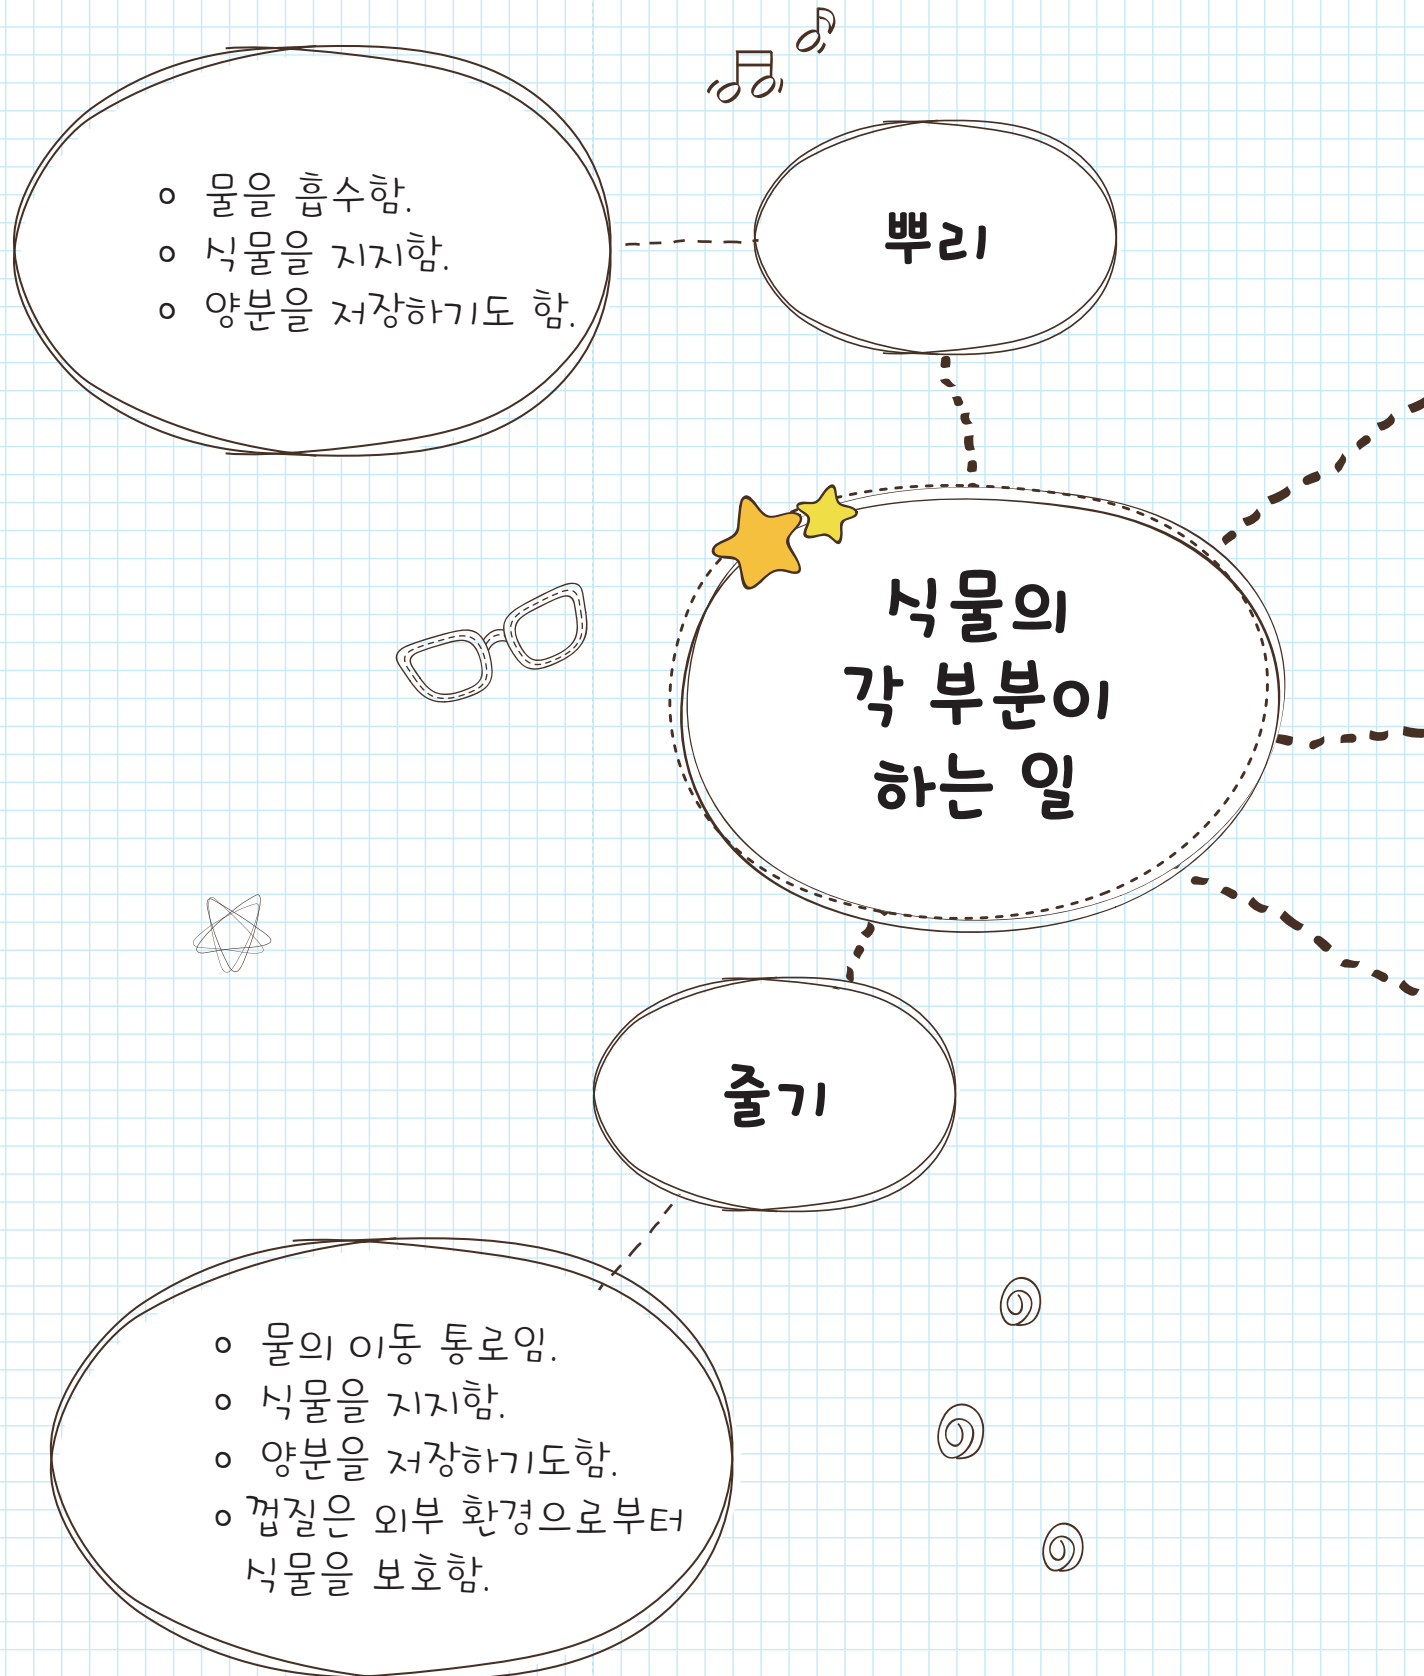 물을 흡수함.
식물을 지지함.
양분을 저장하기도 함.
뿌리
식물의
각 부분이
하는 일
줄기
물의 이동 통로임.
식물을 지지함.
양분을 저장하기도함.
껍질은 외부 환경으로부터
식물을 보호함.